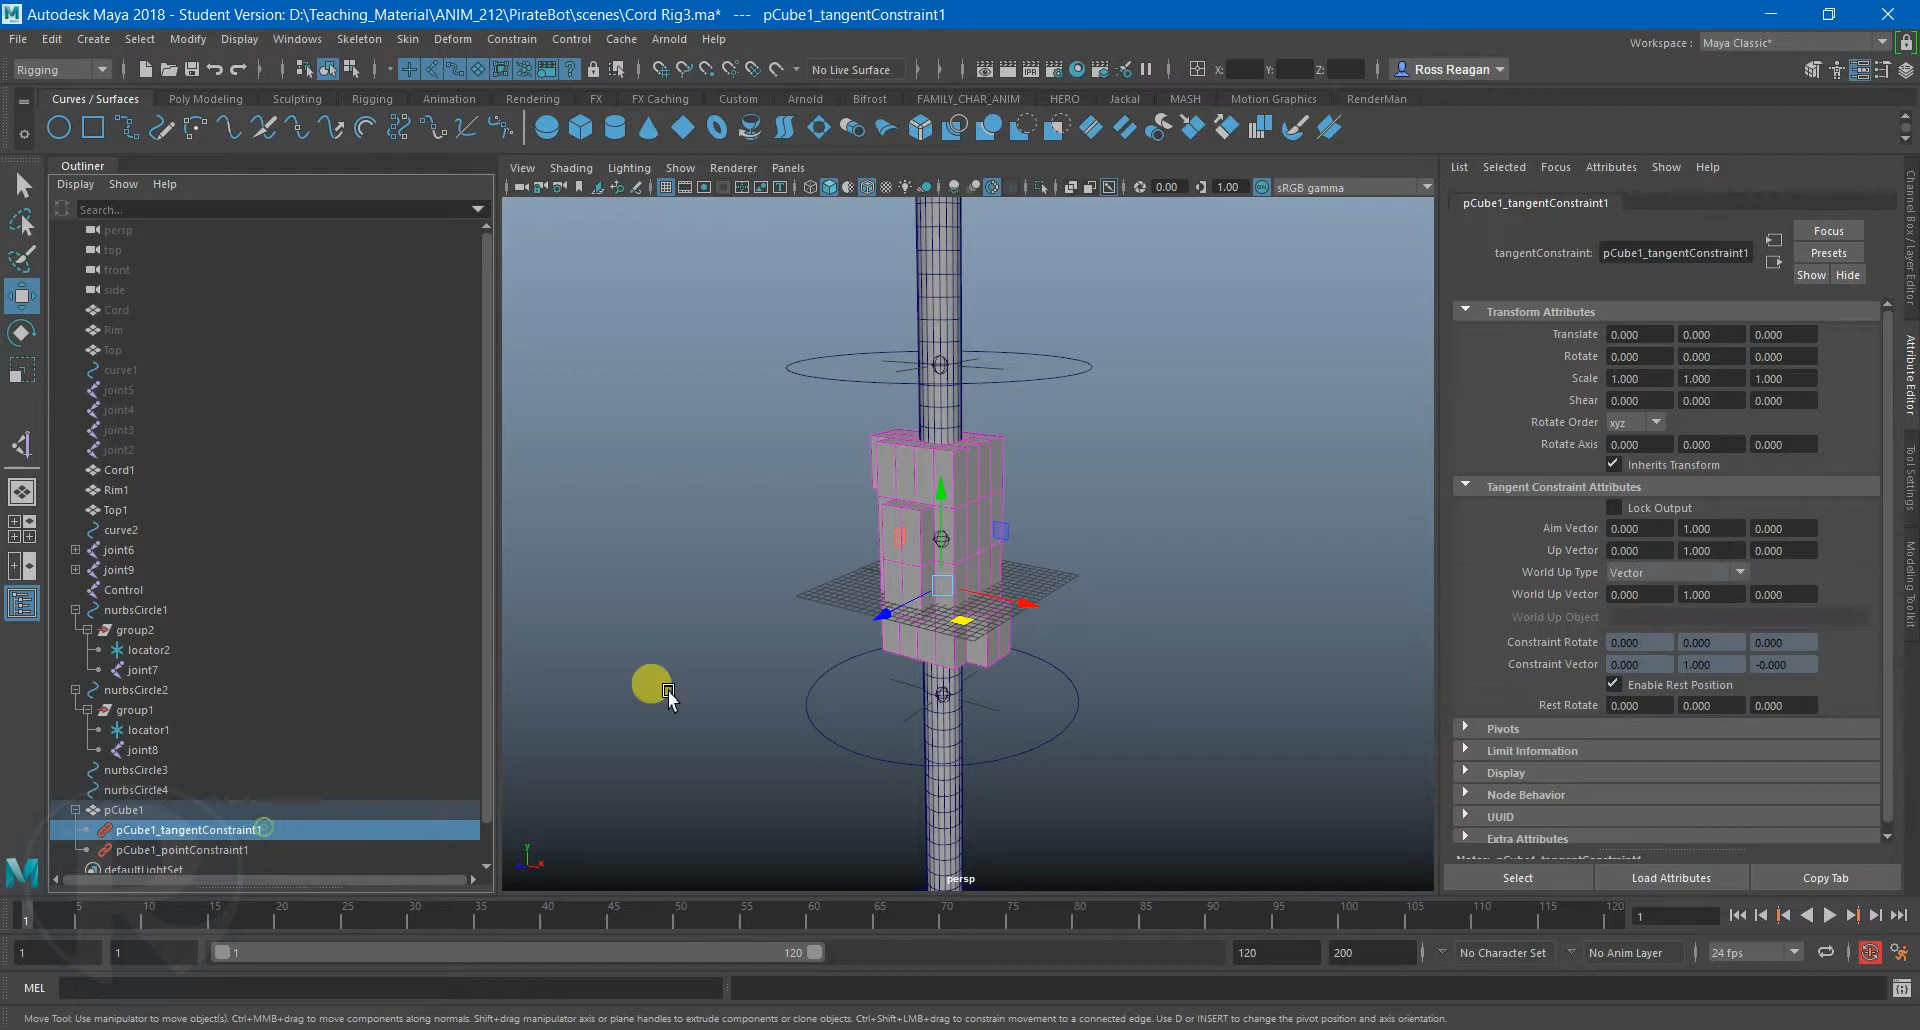 Autodesk Maya 2018 - Student Version: D:\Teaching_Material\ANIM_212\PirateBot\scenes\Cord Rig3.ma* --- pCube1_tangentConstraint1
File Edit Create Select Modify Display Windows Skeleton Skin Deform Constrain Control Cache Arnold Help
Workspace : Maya Classic*
Rigging No Live Surface X: Y: Z: Ross Reagan
Curves / Surfaces Poly Modeling Sculpting Rigging Animation Rendering FX FX Caching Custom Arnold Bifrost FAMILY_CHAR_ANIM HERO Jackal MASH Motion Graphics RenderMan
Outliner
Display Show Help
Search...
persp
top
front
side
Cord
Rim
Top
curve1
joint5
joint4
joint3
joint2
Cord1
Rim1
Top1
curve2
joint6
joint9
Control
nurbsCircle1
group2
locator2
joint7
nurbsCircle2
group1
locator1
joint8
nurbsCircle3
nurbsCircle4
pCube1
pCube1_tangentConstraint1
pCube1_pointConstraint1
defaultLightSet
View Shading Lighting Show Renderer Panels
0.00 1.00 ON sRGB gamma
y
x
persp
List Selected Focus Attributes Show Help
pCube1_tangentConstraint1
Focus
tangentConstraint: pCube1_tangentConstraint1
Presets
Show Hide
Transform Attributes
Translate 0.000 0.000 0.000
Rotate 0.000 0.000 0.000
Scale 1.000 1.000 1.000
Shear 0.000 0.000 0.000
Rotate Order xyz
Rotate Axis 0.000 0.000 0.000
Inherits Transform
Tangent Constraint Attributes
Lock Output
Aim Vector 0.000 1.000 0.000
Up Vector 0.000 1.000 0.000
World Up Type Vector
World Up Vector 0.000 1.000 0.000
World Up Object
Constraint Rotate 0.000 0.000 0.000
Constraint Vector 0.000 1.000 -0.000
Enable Rest Position
Rest Rotate 0.000 0.000 0.000
Pivots
Limit Information
Display
Node Behavior
UUID
Extra Attributes
Notes: pCube1_tangentConstraint1
Select Load Attributes Copy Tab
Channel Box / Layer Editor
Attribute Editor
Tool Settings
Modeling Toolkit
5 10 15 20 25 30 35 40 45 50 55 60 65 70 75 80 85 90 95 100 105 110 115 120
1 1
1 1 1 120 120 200 No Character Set No Anim Layer 24 fps
MEL
Move Tool: Use manipulator to move object(s). Ctrl+MMB+drag to move components along normals. Shift+drag manipulator axis or plane handles to extrude components or clone objects. Ctrl+Shift+LMB+drag to constrain movement to a connected edge. Use D or INSERT to change the pivot position and axis orientation.